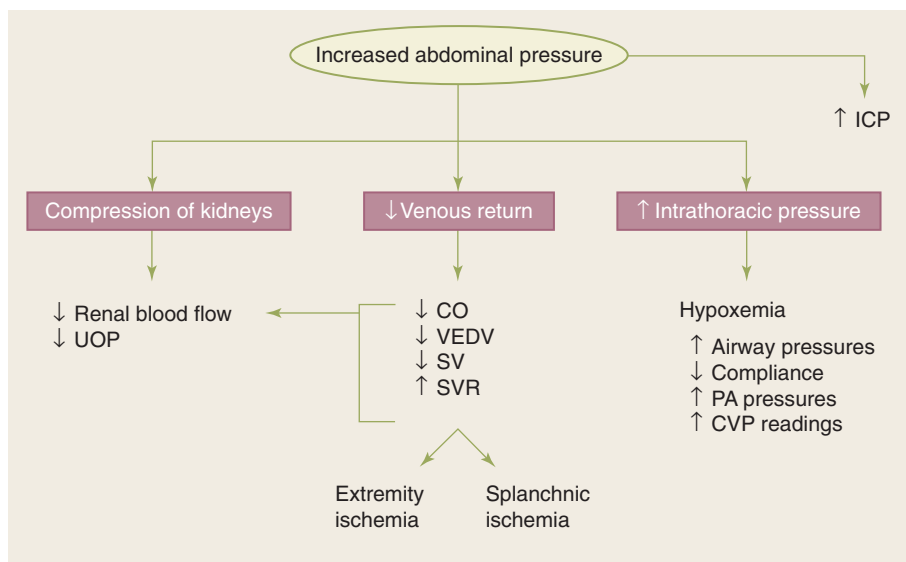 Increased abdominal pressure
↑ ICP
Compression of kidneys
↓ Venous return
↑ Intrathoracic pressure
↓ Renal blood flow
↓ UOP
↓ CO
↓ VEDV
↓ SV
↑ SVR
Hypoxemia
↑ Airway pressures
↓ Compliance
↑ PA pressures
↑ CVP readings
Extremity
ischemia
Splanchnic
ischemia